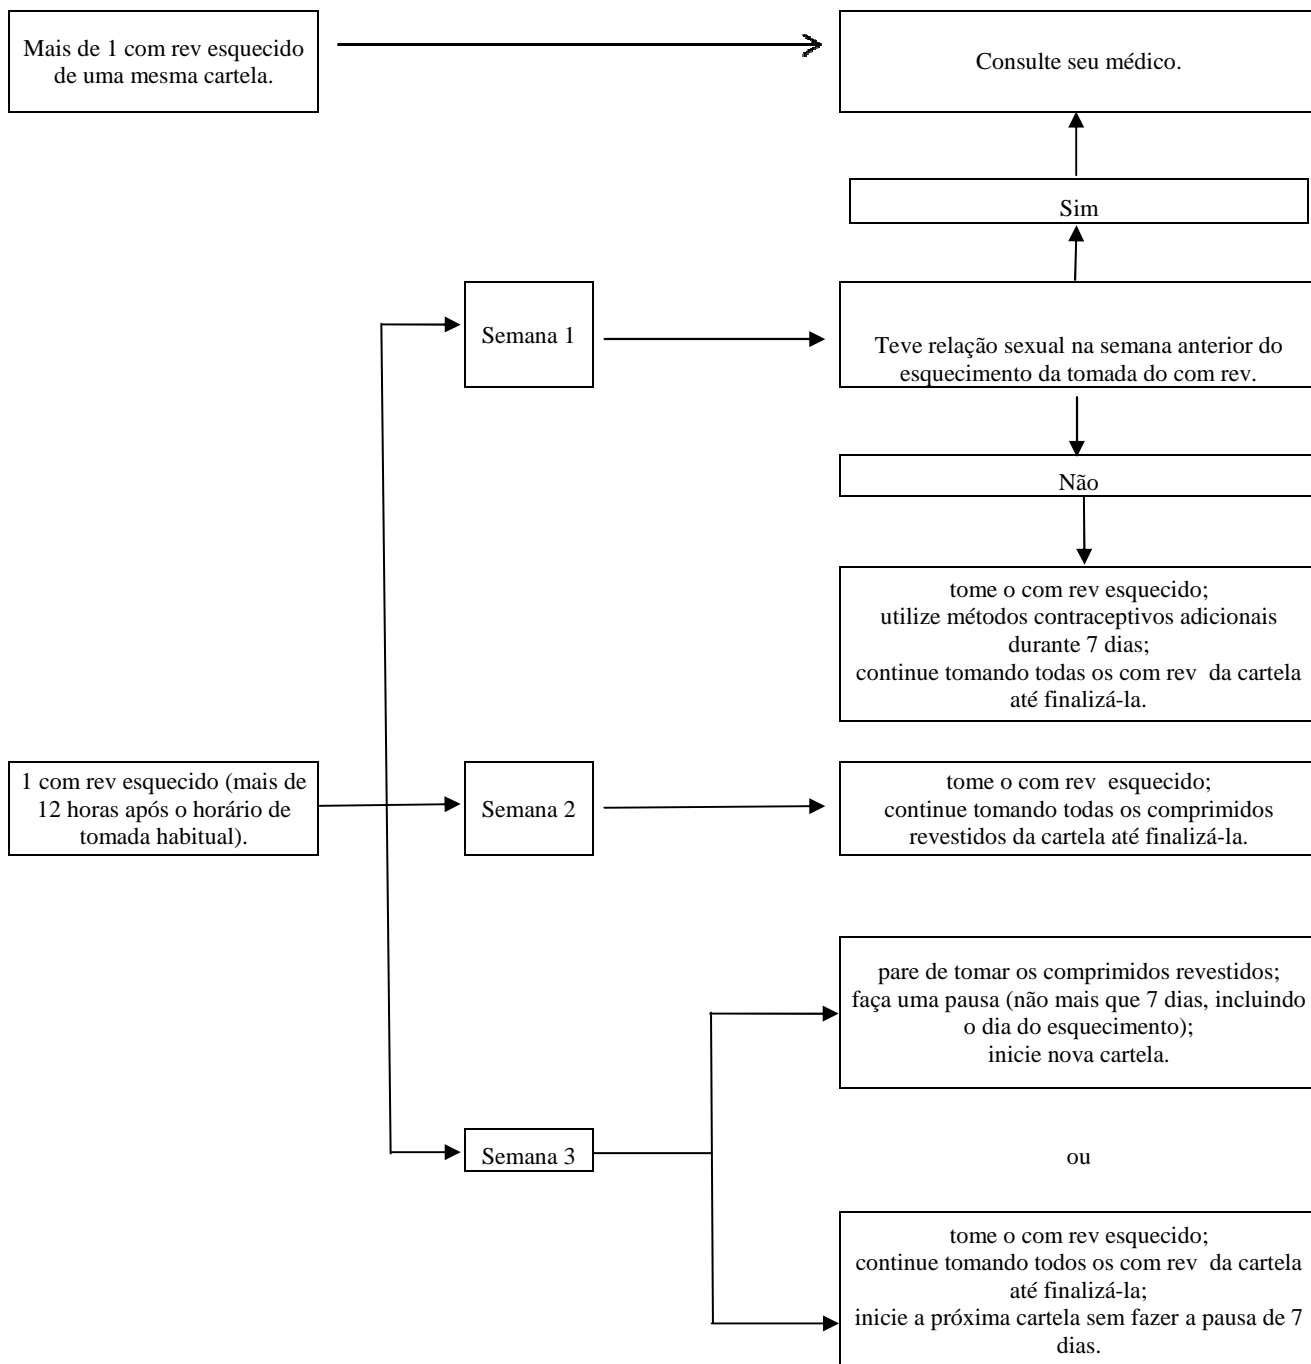 Mais de 1 com rev esquecido
de uma mesma cartela.
Consulte seu médico.
Sim
Semana 1
Teve relação sexual na semana anterior do
esquecimento da tomada do com rev.
Não
tome o com rev esquecido;
utilize métodos contraceptivos adicionais
durante 7 dias;
continue tomando todas os com rev da cartela
até finalizá-la.
1 com rev esquecido (mais de
12 horas após o horário de
tomada habitual).
Semana 2
tome o com rev esquecido;
continue tomando todas os comprimidos
revestidos da cartela até finalizá-la.
pare de tomar os comprimidos revestidos;
faça uma pausa (não mais que 7 dias, incluindo
o dia do esquecimento);
inicie nova cartela.
Semana 3
ou
tome o com rev esquecido;
continue tomando todos os com rev da cartela
até finalizá-la;
inicie a próxima cartela sem fazer a pausa de 7
dias.